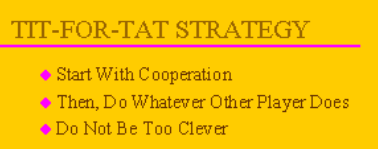 TIT-FOR-TAT STRATEGY
Start With Cooperation
Then, Do Whatever Other Player Does
Do Not Be Too Clever